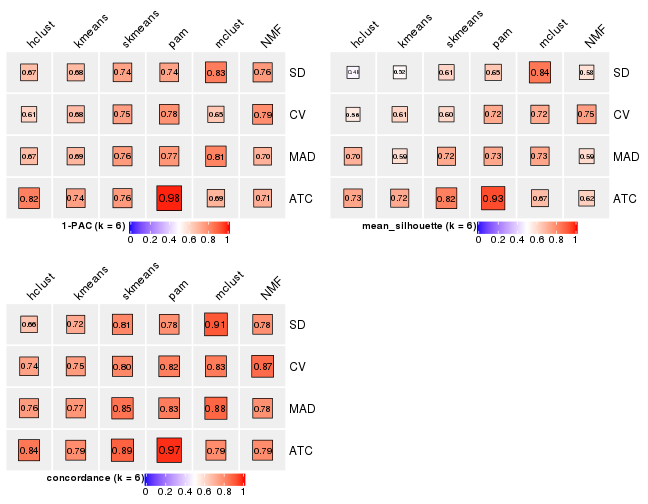 hclust kmeans skmeans pam mclust NMF
0.67 0.68 0.74 0.74 0.83 0.76 SD
0.61 0.68 0.75 0.78 0.65 0.79 CV
0.67 0.69 0.76 0.77 0.81 0.70 MAD
0.82 0.74 0.76 0.98 0.69 0.71 ATC
1-PAC (k = 6)
0 0.2 0.4 0.6 0.8 1
hclust kmeans skmeans pam mclust NMF
0.61 0.65 0.84 0.58 SD
0.56 0.61 0.60 0.72 0.72 0.75 CV
0.70 0.59 0.72 0.73 0.73 0.59 MAD
0.73 0.72 0.82 0.93 0.67 0.62 ATC
mean_silhouette (k = 6)
0 0.2 0.4 0.6 0.8 1
hclust kmeans skmeans pam mclust NMF
0.66 0.72 0.81 0.78 0.91 0.78 SD
0.74 0.75 0.80 0.82 0.83 0.87 CV
0.76 0.77 0.85 0.83 0.88 0.78 MAD
0.84 0.79 0.89 0.97 0.79 0.79 ATC
concordance (k = 6)
0 0.2 0.4 0.6 0.8 1